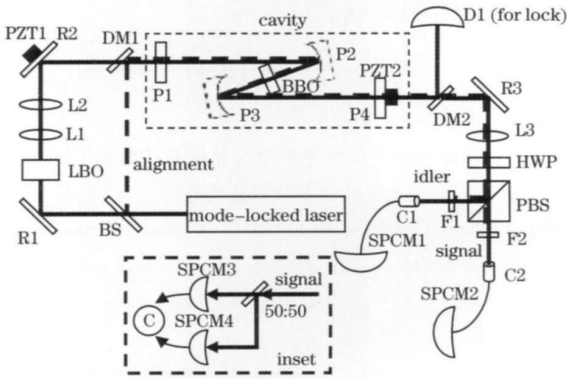 cavity
D1 (for lock)
PZT1
R2
DM1
P2
PZT2
R3
P1
BBO
P3
P4
DM2
L2
L1
L3
alignment
HWP
LBO
idler
PBS
mode-locked laser
C1
F1
R1
BS
SPCM1
F2
signal
C2
SPCM3
signal
SPCM2
C
SPCM4
50:50
inset